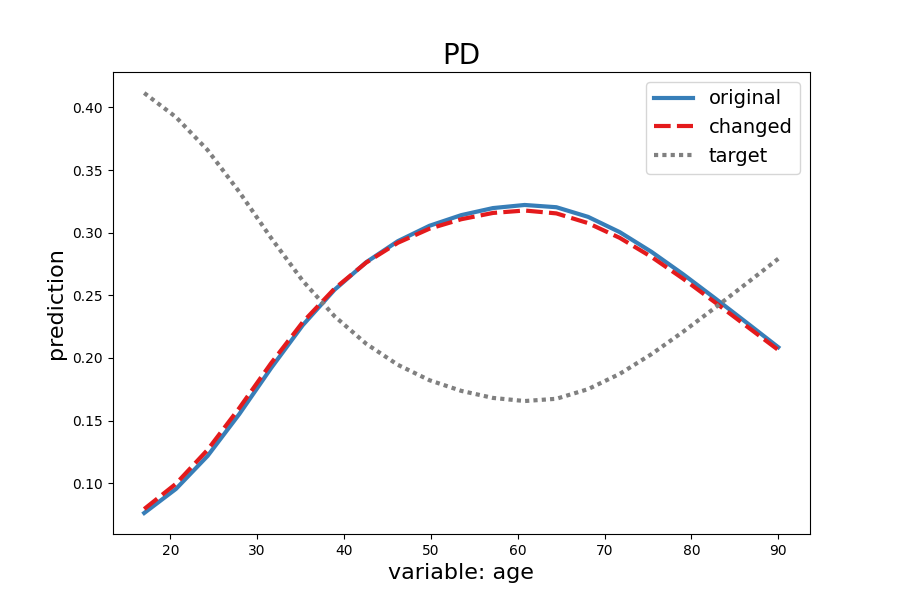 PD
original
changed
target
0.40
0.35
0.30
0.25
0.20
0.15
0.10
prediction
20 30 40 50 60 70 80 90
variable: age